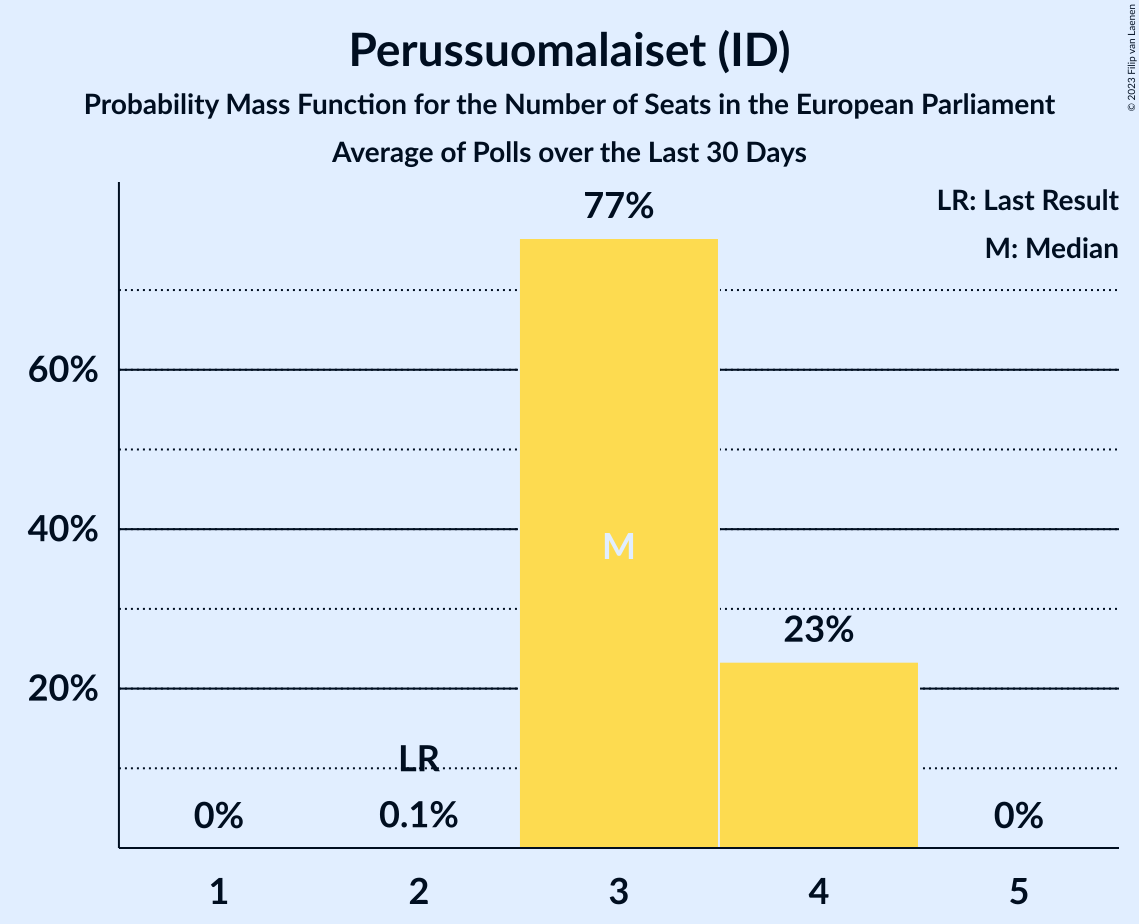 Perussuomalaiset (ID)
Probability Mass Function for the Number of Seats in the European Parliament
Average of Polls over the Last 30 Days
© 2023 Filip van Laenen
LR: Last Result
M: Median
77%
60%
40%
M
23%
20%
LR
0%
0.1%
0%
1
2
3
4
5